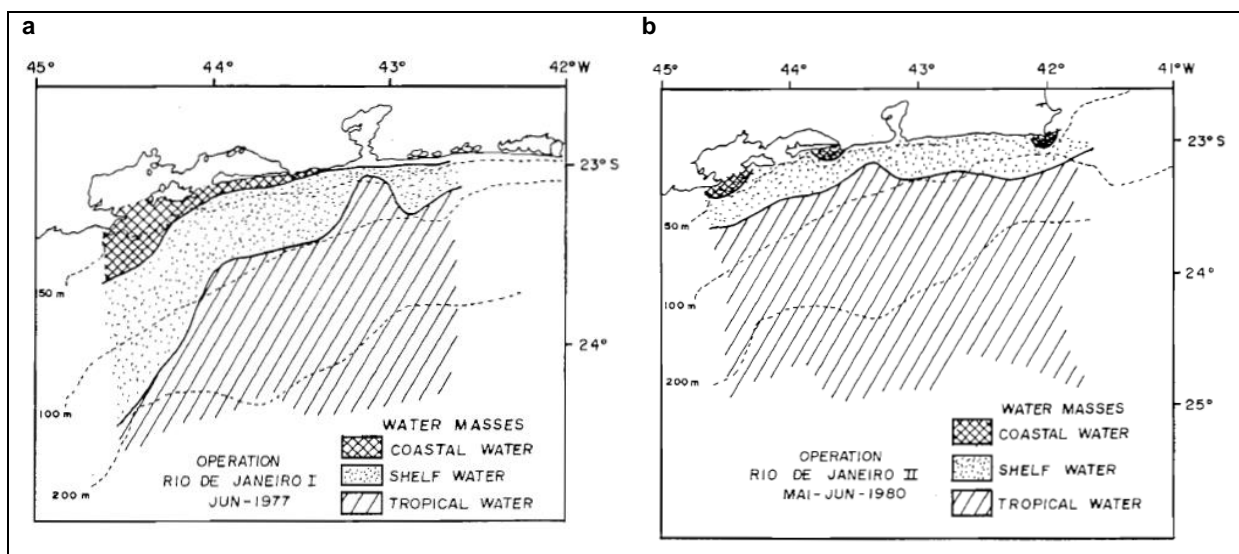 a
45° 44° 43° 42°W
23°S
24°
50 m
100 m
200 m
OPERATION
RIO DE JANEIRO I
JUN-1977
WATER MASSES
COASTAL WATER
SHELF WATER
TROPICAL WATER
b
45° 44° 43° 42° 41°W
23°S
24°
25°
50 m
100 m
200 m
OPERATION
RIO DE JANEIRO II
MAI-JUN-1980
WATER MASSES
COASTAL WATER
SHELF WATER
TROPICAL WATER